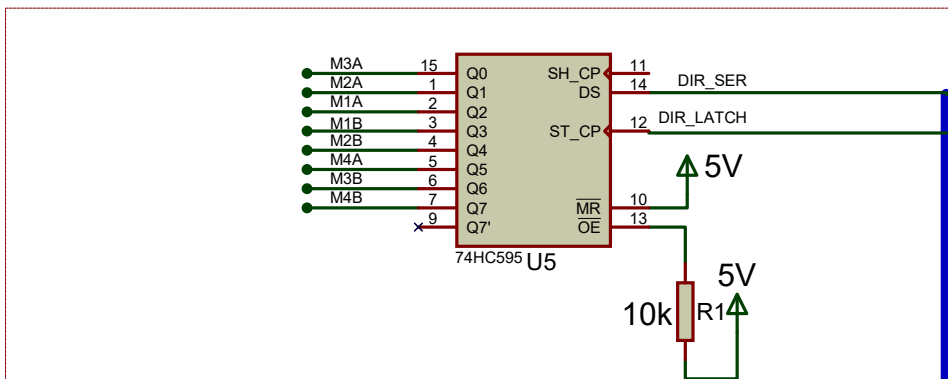 M3A 15 Q0 SH_CP 11
M2A 1 Q1 DS 14 DIR_SER
M1A 2 Q2
M1B 3 Q3 ST_CP 12 DIR_LATCH
M2B 4 Q4
M4A 5 Q5 5V
M3B 6 Q6
M4B 7 Q7 MR 10
9 Q7' OE 13
74HC595 U5
5V
10k R1